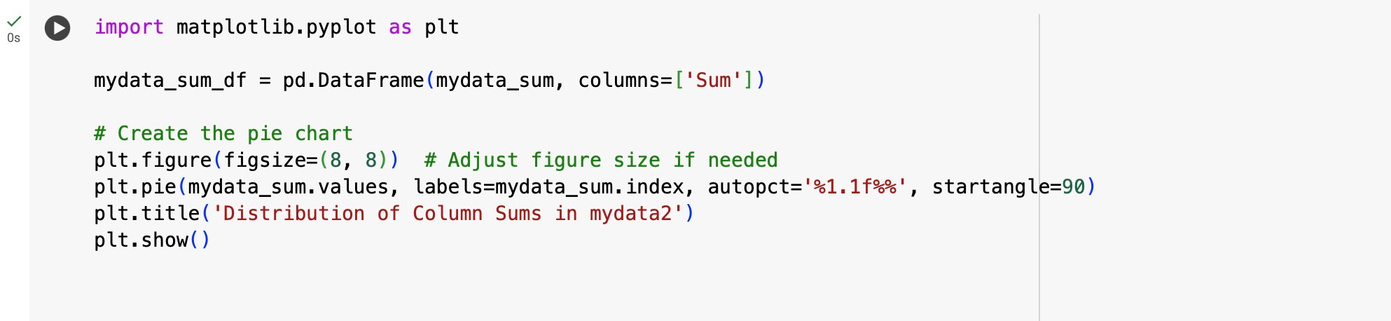 import matplotlib.pyplot as plt
mydata_sum_df = pd.DataFrame(mydata_sum, columns=['Sum'])
# Create the pie chart
plt.figure(figsize=(8, 8))  # Adjust figure size if needed
plt.pie(mydata_sum.values, labels=mydata_sum.index, autopct='%1.1f%%', startangle=90)
plt.title('Distribution of Column Sums in mydata2')
plt.show()
0s